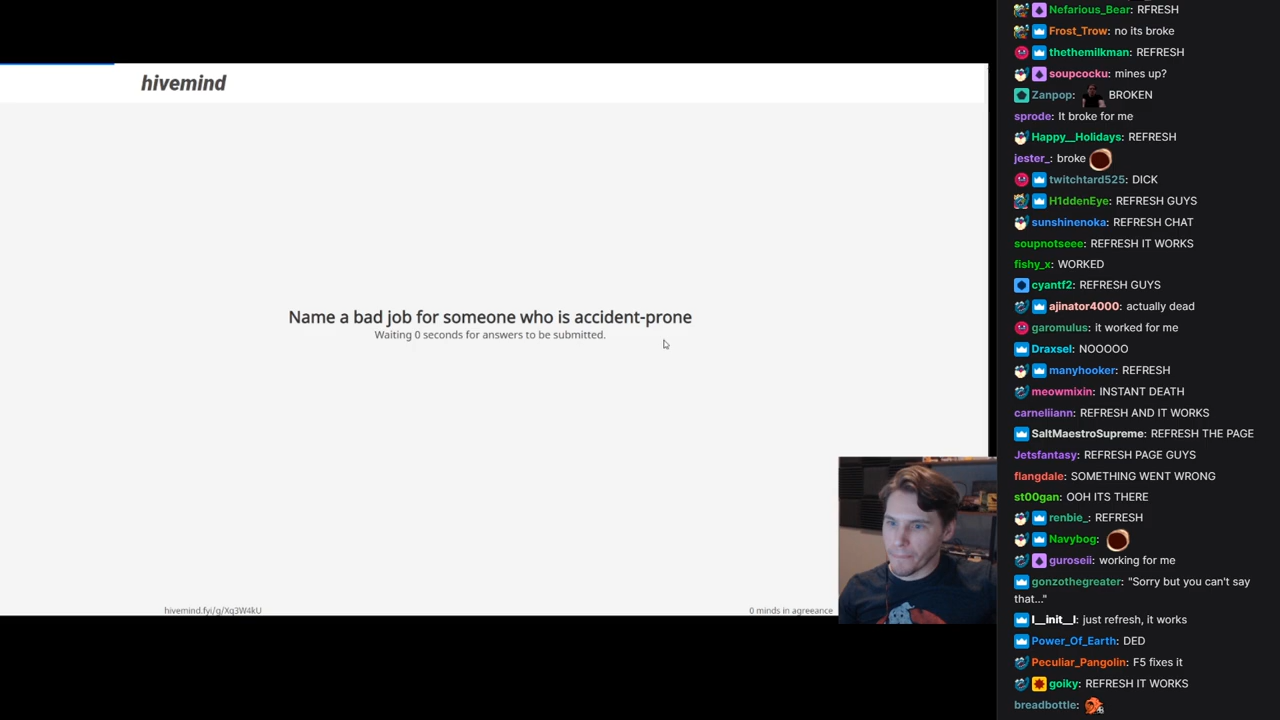 hivemind
Name a bad job for someone who is accident-prone
Waiting 0 seconds for answers to be submitted.
hivemind.fyi/g/Xq3W4kU
0 minds in agreeance
Nefarious_Bear: RFRESH
Frost_Trow: no its broke
thethemilkman: REFRESH
soupcocku: mines up?
Zanpop: BROKEN
sprode: It broke for me
Happy__Holidays: REFRESH
jester_: broke
twitchtard525: DICK
H1ddenEye: REFRESH GUYS
sunshinenoka: REFRESH CHAT
soupnotseee: REFRESH IT WORKS
fishy_x: WORKED
cyantf2: REFRESH GUYS
ajinator4000: actually dead
garomulus: it worked for me
Draxsel: NOOOOO
manyhooker: REFRESH
meowmixin: INSTANT DEATH
carneliiann: REFRESH AND IT WORKS
SaltMaestroSupreme: REFRESH THE PAGE
Jetsfantasy: REFRESH PAGE GUYS
flangdale: SOMETHING WENT WRONG
st00gan: OOH ITS THERE
renbie_: REFRESH
Navybog:
guroseii: working for me
gonzothegreater: "Sorry but you can't say
that..."
I__init__I: just refresh, it works
Power_Of_Earth: DED
Peculiar_Pangolin: F5 fixes it
goiky: REFRESH IT WORKS
breadbottle: